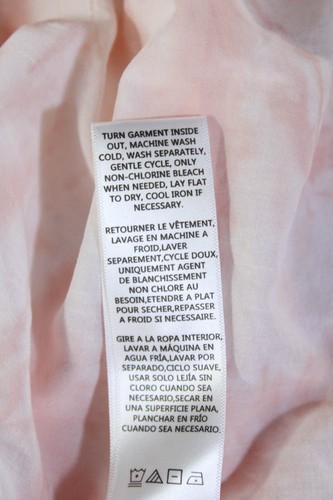 TURN GARMENT INSIDE
OUT, MACHINE WASH
COLD, WASH SEPARATELY,
GENTLE CYCLE, ONLY
NON-CHLORINE BLEACH
WHEN NEEDED, LAY FLAT
TO DRY, COOL IRON IF
NECESSARY.
RETOURNER LE VÊTEMENT,
LAVAGE EN MACHINE A
FROID,LAVER
SEPAREMENT,CYCLE DOUX,
UNIQUEMENT AGENT
DE BLANCHISSEMENT
NON CHLORE AU
BESOIN,ETENDRE A PLAT
POUR SECHER,REPASSER
A FROID SI NECESSAIRE.
GIRE A LA ROPA INTERIOR,
LAVAR A MÁQUINA EN
AGUA FRÍA,LAVAR POR
SEPARADO,CICLO SUAVE,
USAR SOLO LEJÍA SIN
CLORO CUANDO SEA
NECESARIO,SECAR EN
UNA SUPERFICIE PLANA,
PLANCHAR EN FRÍO
CUANDO SEA NECESARIO.